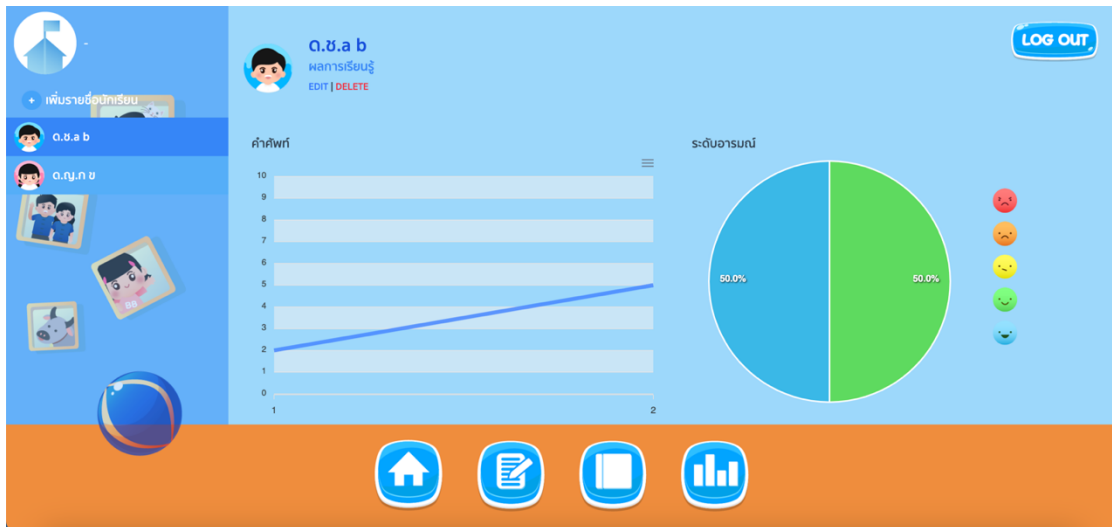 -
เพิ่มรายชื่อนักเรียน
ด.ช.a b
ด.ญ.ก ข
ด.ช.a b
ผลการเรียนรู้
EDIT | DELETE
LOG OUT
คำศัพท์
10
9
8
7
6
5
4
3
2
1
0
1
2
ระดับอารมณ์
50.0%
50.0%